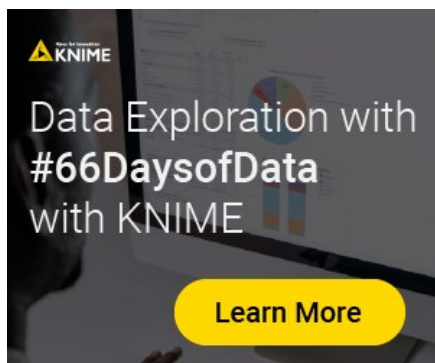 KNIME
Data Exploration with
#66DaysofData
with KNIME
Learn More